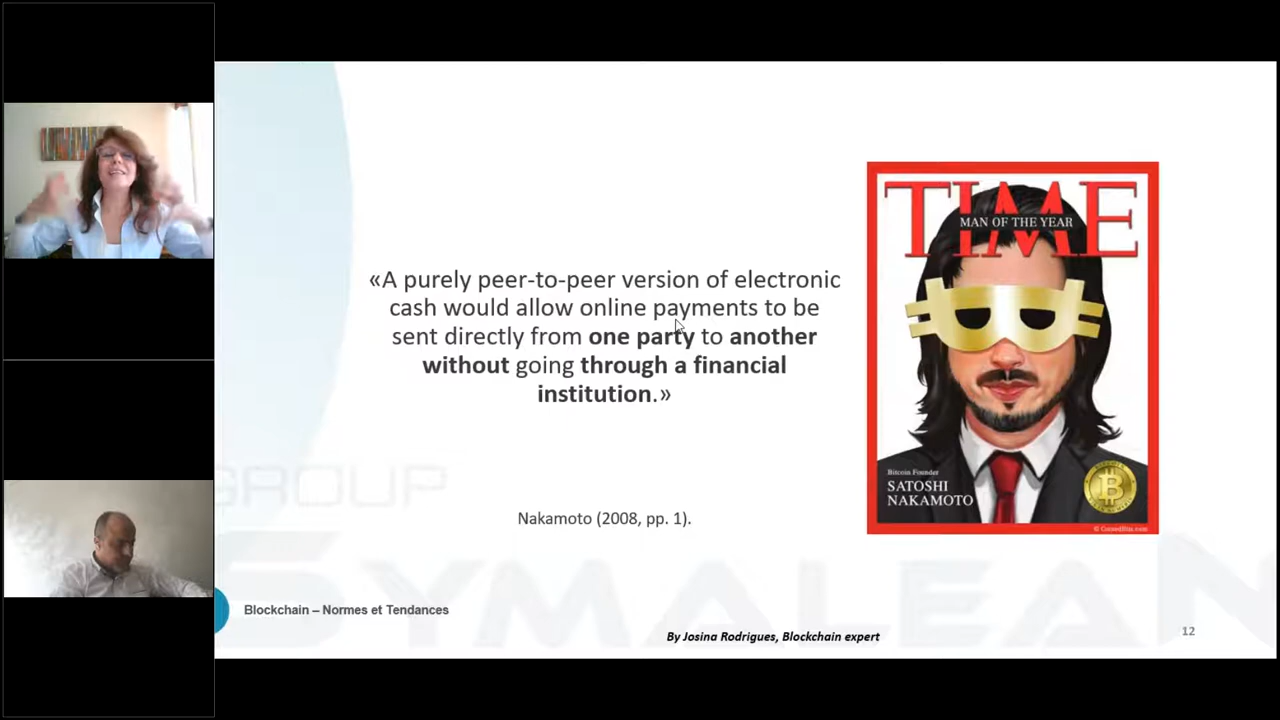 «A purely peer-to-peer version of electronic
cash would allow online payments to be
sent directly from one party to another
without going through a financial
institution.»
Nakamoto (2008, pp. 1).
TIME
MAN OF THE YEAR
Bitcoin Founder
SATOSHI
NAKAMOTO
GROUP
SYMALEAN
Blockchain – Normes et Tendances
By Josina Rodrigues, Blockchain expert
12